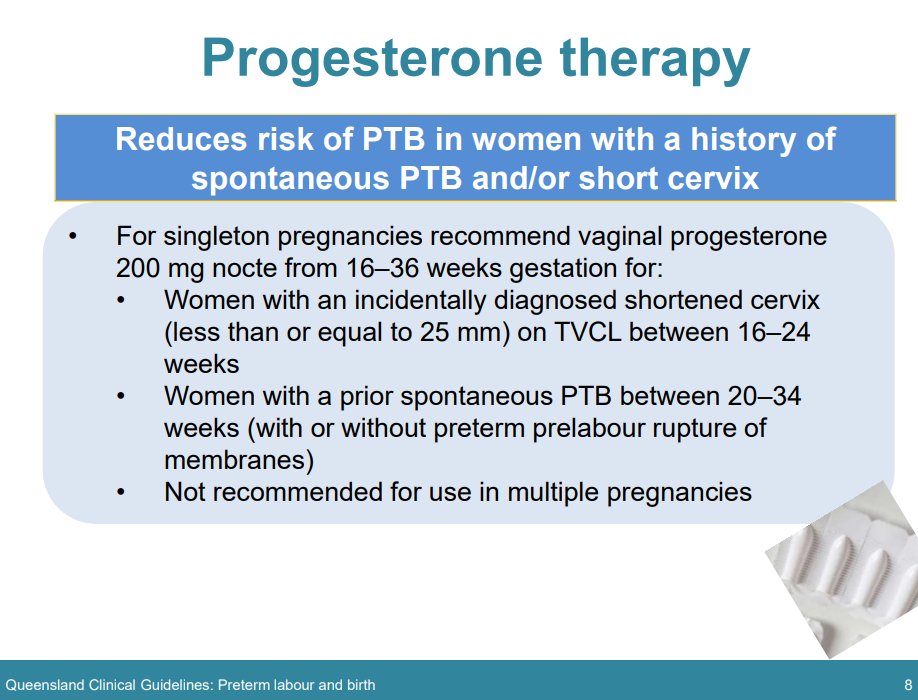 Progesterone therapy
Reduces risk of PTB in women with a history of
spontaneous PTB and/or short cervix
• For singleton pregnancies recommend vaginal progesterone
200 mg nocte from 16–36 weeks gestation for:
• Women with an incidentally diagnosed shortened cervix
(less than or equal to 25 mm) on TVCL between 16–24
weeks
• Women with a prior spontaneous PTB between 20–34
weeks (with or without preterm prelabour rupture of
membranes)
• Not recommended for use in multiple pregnancies
Queensland Clinical Guidelines: Preterm labour and birth
8